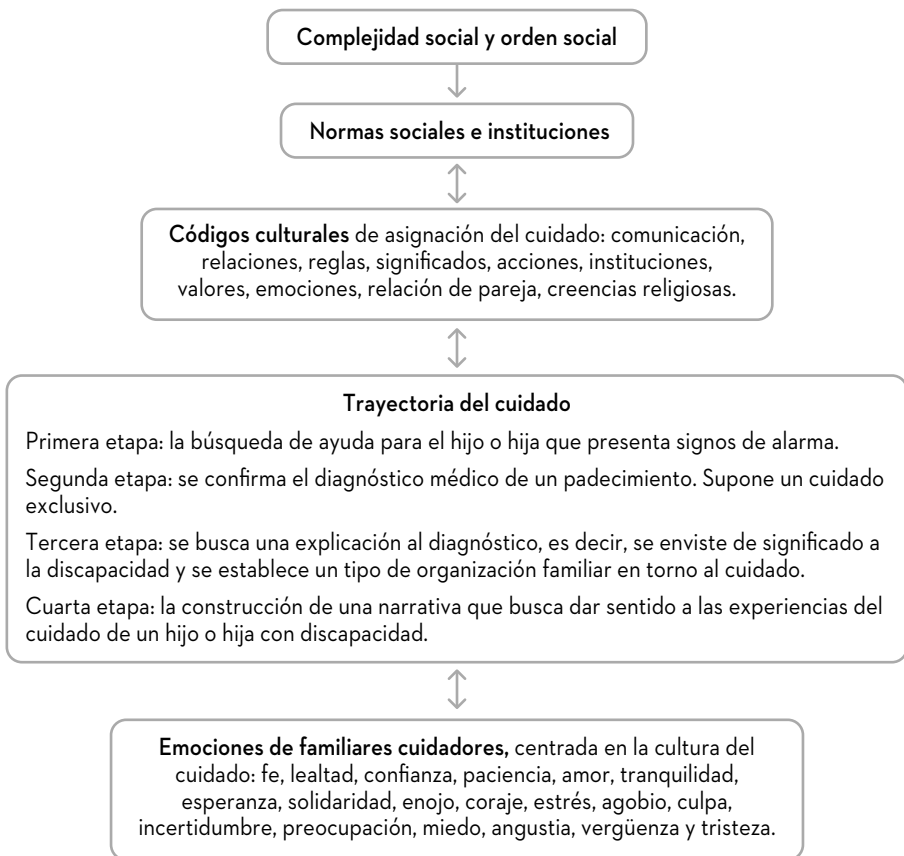 Complejidad social y orden social
Normas sociales e instituciones
Códigos culturales de asignación del cuidado: comunicación,
relaciones, reglas, significados, acciones, instituciones,
valores, emociones, relación de pareja, creencias religiosas.
Trayectoria del cuidado
Primera etapa: la búsqueda de ayuda para el hijo o hija que presenta signos de alarma.
Segunda etapa: se confirma el diagnóstico médico de un padecimiento. Supone un cuidado
exclusivo.
Tercera etapa: se busca una explicación al diagnóstico, es decir, se enviste de significado a
la discapacidad y se establece un tipo de organización familiar en torno al cuidado.
Cuarta etapa: la construcción de una narrativa que busca dar sentido a las experiencias del
cuidado de un hijo o hija con discapacidad.
Emociones de familiares cuidadores, centrada en la cultura del
cuidado: fe, lealtad, confianza, paciencia, amor, tranquilidad,
esperanza, solidaridad, enojo, coraje, estrés, agobio, culpa,
incertidumbre, preocupación, miedo, angustia, vergüenza y tristeza.